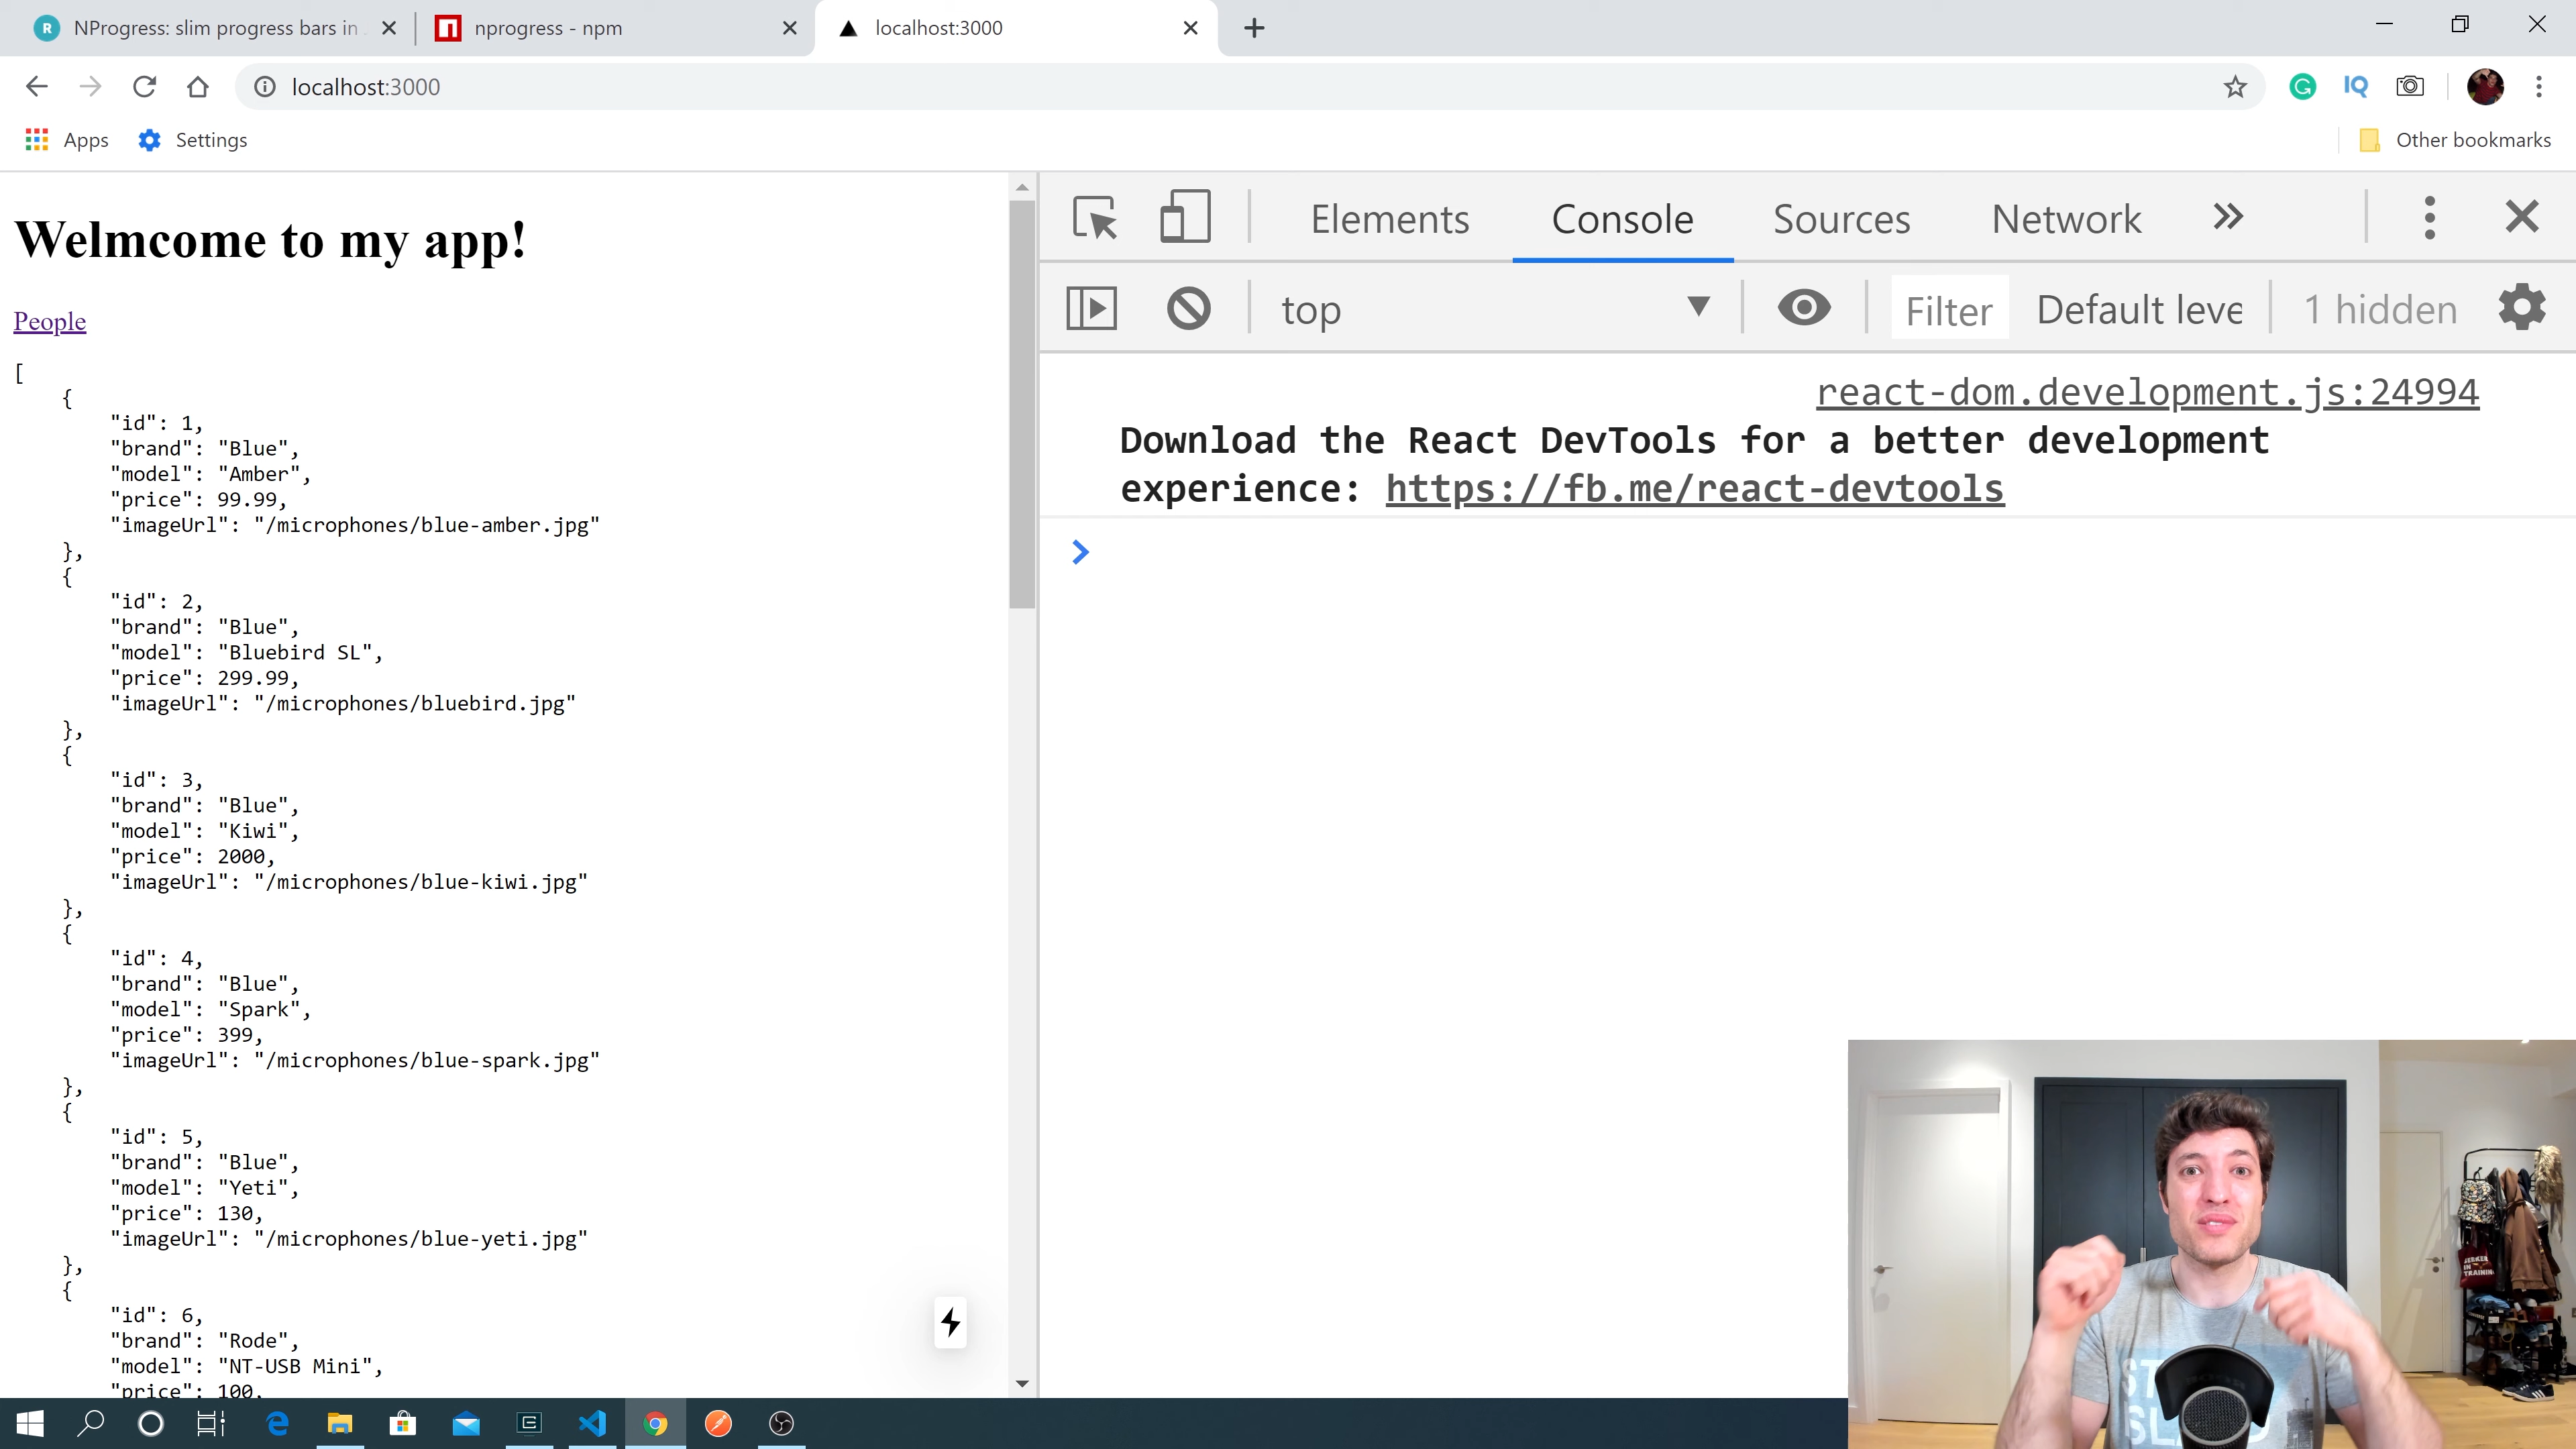 NProgress: slim progress bars in
nprogress - npm
localhost:3000
localhost:3000
Apps
Settings
Other bookmarks
Welmcome to my app!
People
[
{
"id": 1,
"brand": "Blue",
"model": "Amber",
"price": 99.99,
"imageUrl": "/microphones/blue-amber.jpg"
},
{
"id": 2,
"brand": "Blue",
"model": "Bluebird SL",
"price": 299.99,
"imageUrl": "/microphones/bluebird.jpg"
},
{
"id": 3,
"brand": "Blue",
"model": "Kiwi",
"price": 2000,
"imageUrl": "/microphones/blue-kiwi.jpg"
},
{
"id": 4,
"brand": "Blue",
"model": "Spark",
"price": 399,
"imageUrl": "/microphones/blue-spark.jpg"
},
{
"id": 5,
"brand": "Blue",
"model": "Yeti",
"price": 130,
"imageUrl": "/microphones/blue-yeti.jpg"
},
{
"id": 6,
"brand": "Rode",
"model": "NT-USB Mini",
"price": 100,
Elements Console Sources Network
top Filter Default leve 1 hidden
react-dom.development.js:24994
Download the React DevTools for a better development
experience: https://fb.me/react-devtools
IN
TRAINING